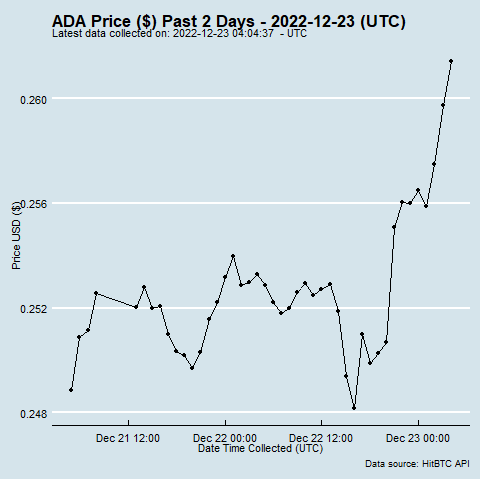 ADA Price ($) Past 2 Days - 2022-12-23 (UTC)
Latest data collected on: 2022-12-23 04:04:37  - UTC
0.260
0.256
Price USD ($)
0.252
0.248
Dec 21 12:00 Dec 22 00:00 Dec 22 12:00 Dec 23 00:00
Date Time Collected (UTC)
Data source: HitBTC API